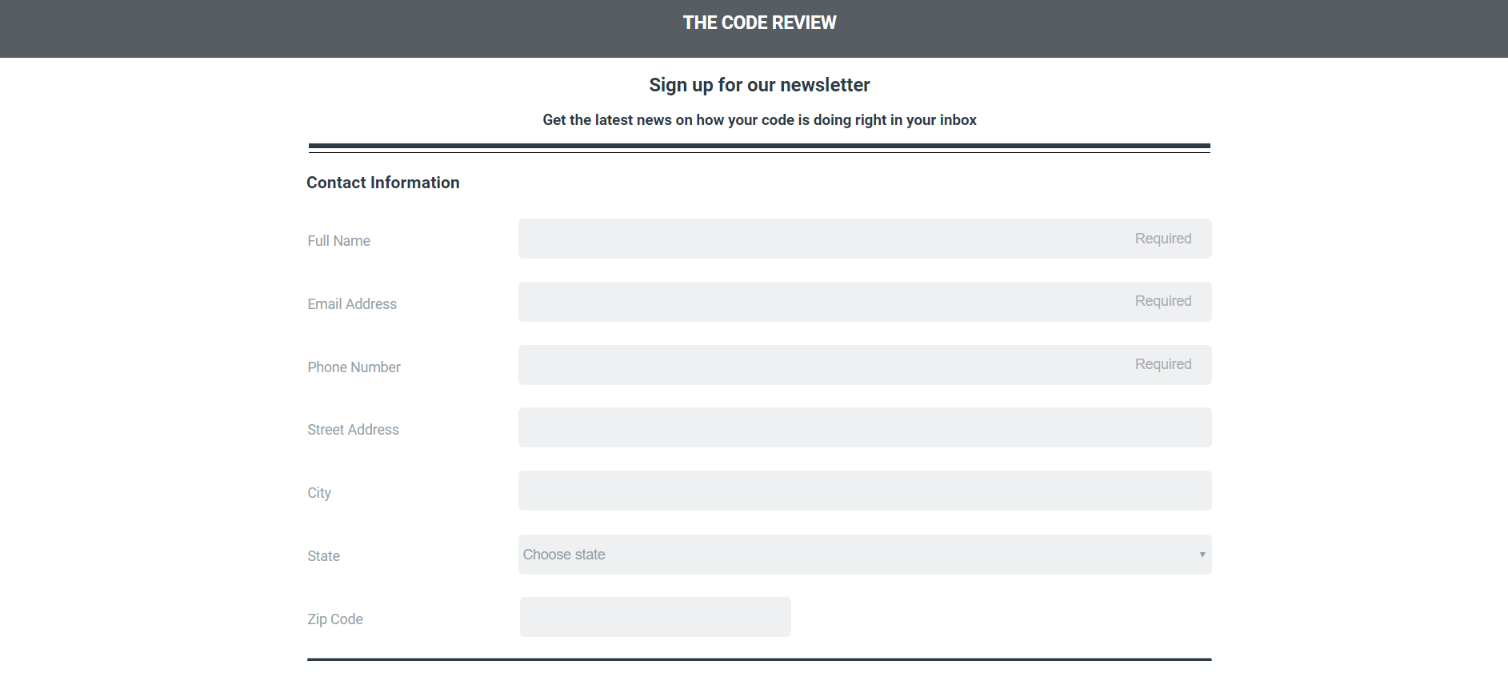 THE CODE REVIEW
Sign up for our newsletter
Get the latest news on how your code is doing right in your inbox
Contact Information
Full Name Required
Email Address Required
Phone Number Required
Street Address
City
State Choose state
Zip Code